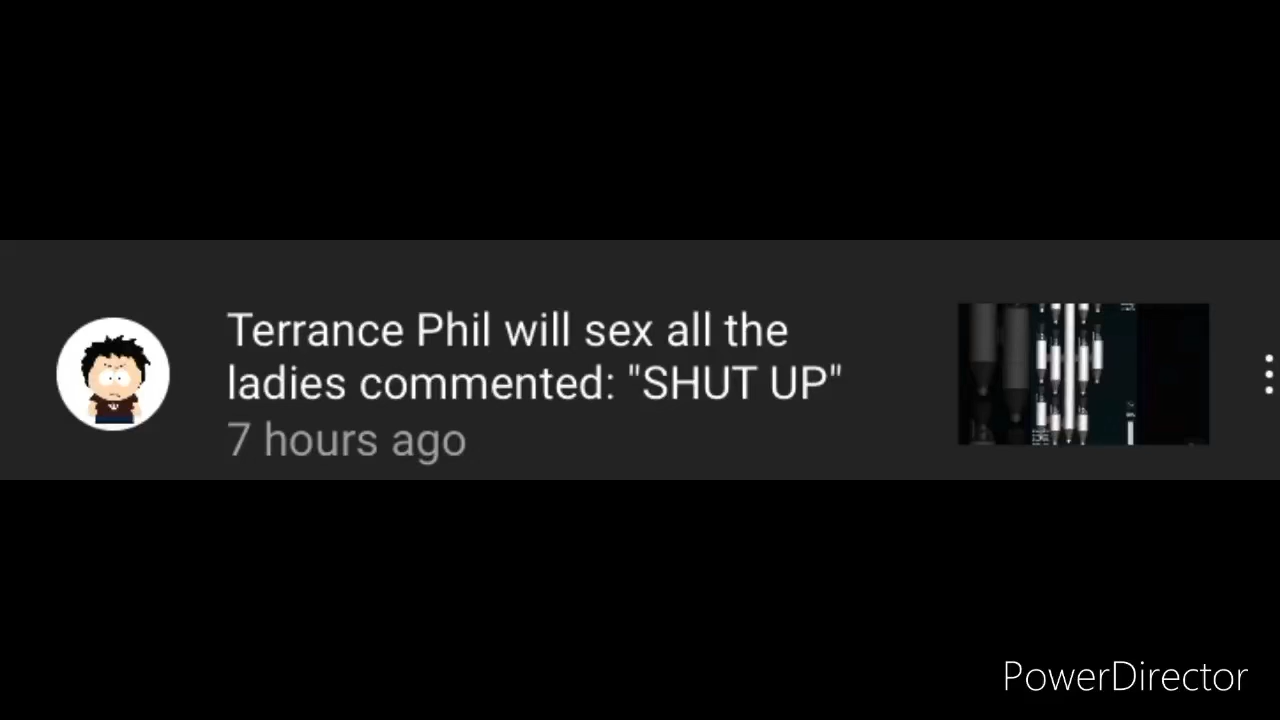 Terrance Phil will sex all the
ladies commented: "SHUT UP"
7 hours ago
PowerDirector